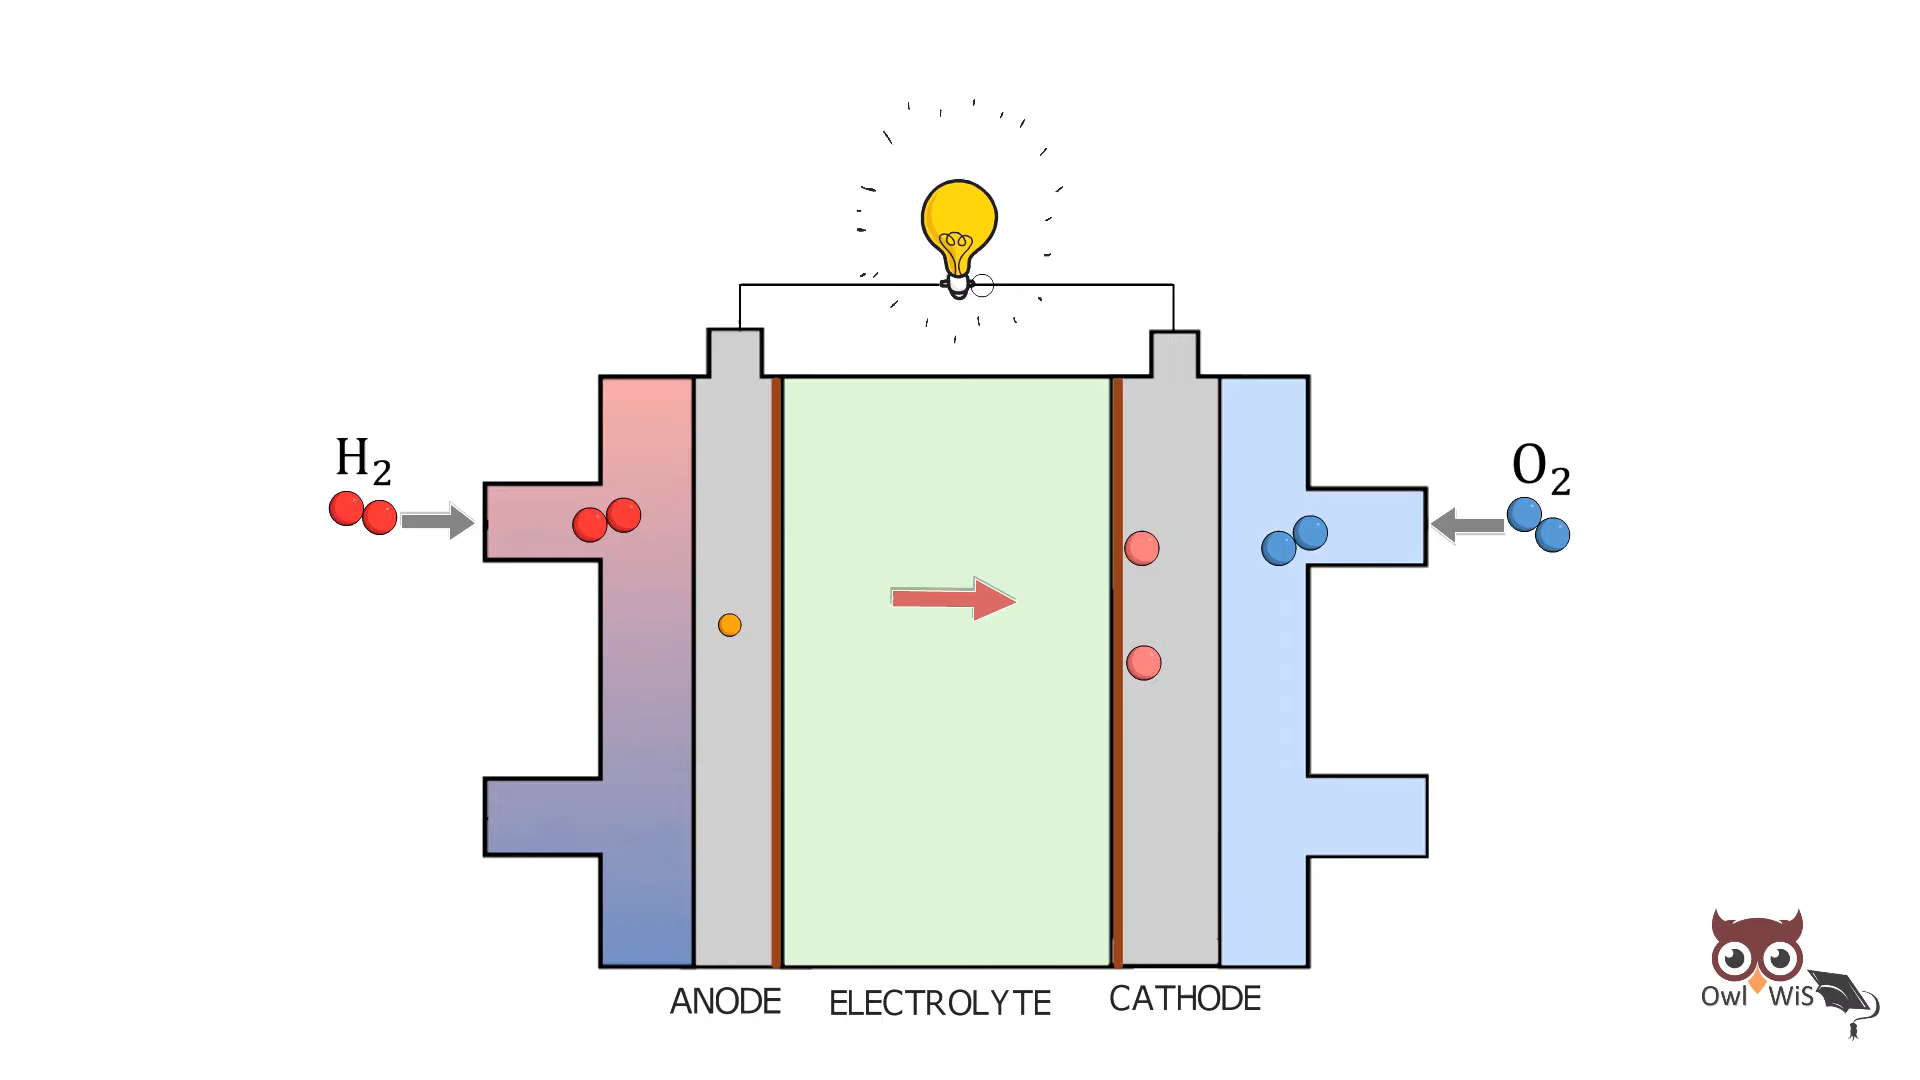 H₂
O₂
ANODE
ELECTROLYTE
CATHODE
Owl WiS